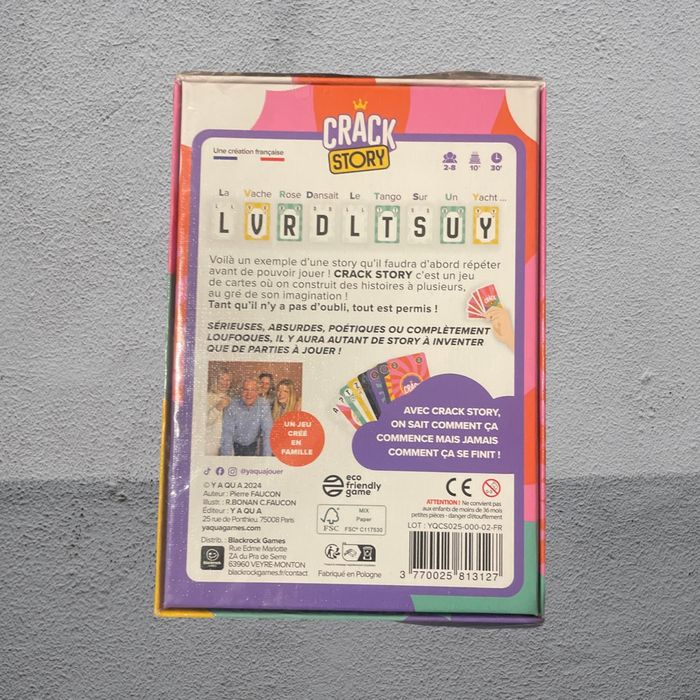 CRACK
STORY
Une création française
2-8 10+ 30'
La Vache Rose Dansait Le Tango Sur Un Yacht ...
L V R D L T S U Y
Voilà un exemple d'une story qu'il faudra d'abord répéter
avant de pouvoir jouer ! CRACK STORY c'est un jeu
de cartes où on construit des histoires à plusieurs,
au gré de son imagination !
Tant qu'il n'y a pas d'oubli, tout est permis !
SÉRIEUSES, ABSURDES, POÉTIQUES OU COMPLÈTEMENT
LOUFOQUES, IL Y AURA AUTANT DE STORY À INVENTER
QUE DE PARTIES À JOUER !
UN JEU
CRÉÉ
EN
FAMILLE
AVEC CRACK STORY,
ON SAIT COMMENT ÇA
COMMENCE MAIS JAMAIS
COMMENT ÇA SE FINIT !
@yaquajouer
© Y A QUA 2024
Auteur : Pierre FAUCON
Illustr. : R.BONAN C.FAUCON
Éditeur : Y A QUA
25 rue de Ponthieu 75008 Paris
yaquagames.com
Distrib. : Blackrock Games
Rue Edme Mariotte
ZA du Pra de Serre
63960 VEYRE-MONTON
blackrockgames.fr/contact
eco
friendly
game
FSC
MIX
Paper
FSC® C117530
Fabriqué en Pologne
CE
ATTENTION ! Ne convient pas
aux enfants de moins de 36 mois
petites pièces - danger d'étouffement
LOT : YQCS025-000-02-FR
3 770025 813127